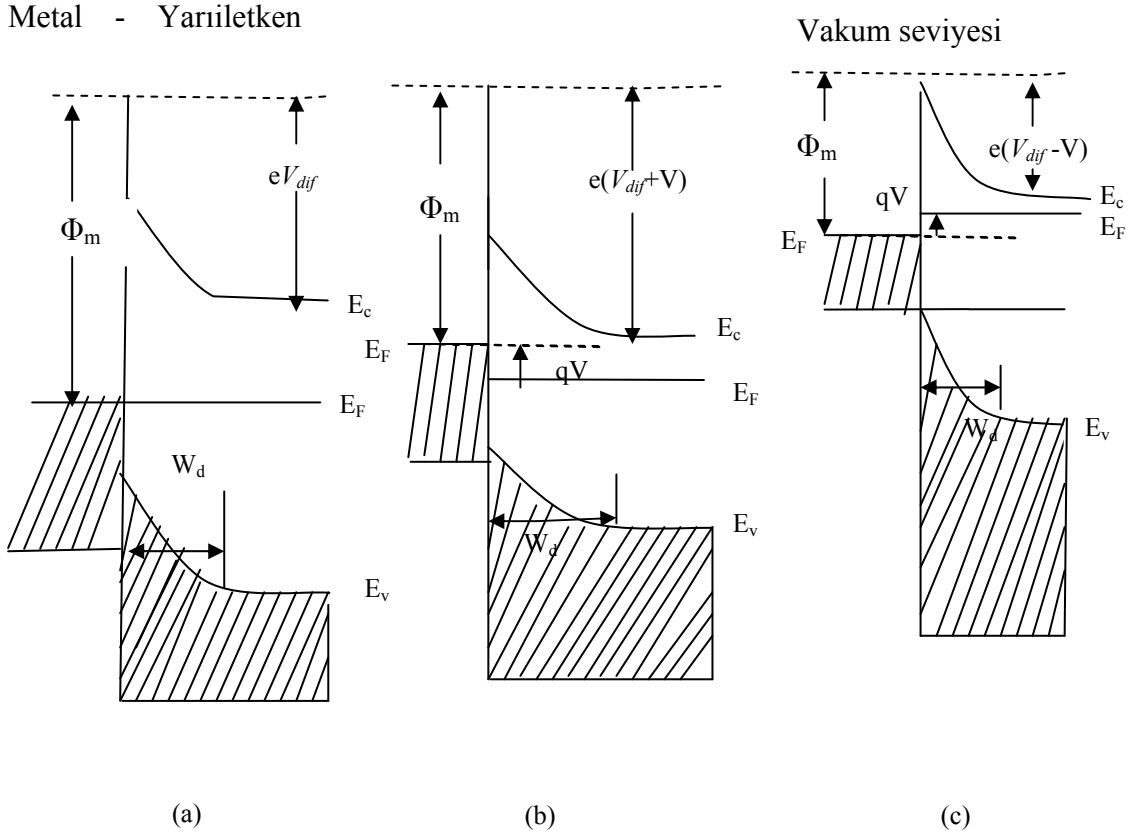 Metal - Yarıiletken
Vakum seviyesi
Φm
eVdif
Ec
EF
Wd
Ev
(a)
Φm
e(Vdif+V)
Ec
EF
qV
EF
Wd
Ev
(b)
Φm
e(Vdif -V)
qV
Ec
EF
EF
Wd
Ev
(c)